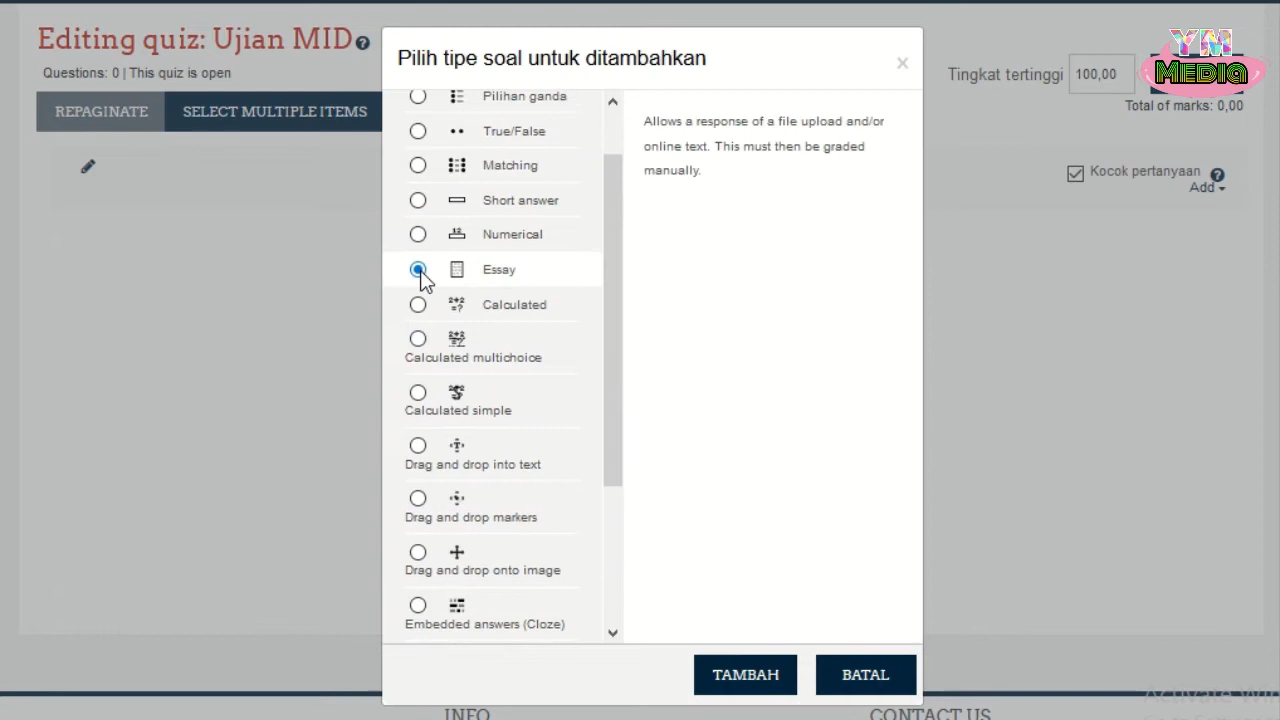 Editing quiz: Ujian MID
Questions: 0 | This quiz is open
REPAGINATE
SELECT MULTIPLE ITEMS
Pilih tipe soal untuk ditambahkan
×
Pilihan ganda
True/False
Matching
Short answer
Numerical
Essay
Calculated
Calculated multichoice
Calculated simple
Drag and drop into text
Drag and drop markers
Drag and drop onto image
Embedded answers (Cloze)
Allows a response of a file upload and/or
online text. This must then be graded
manually.
TAMBAH
BATAL
Tingkat tertinggi
100,00
YM
MEDIA
Total of marks: 0,00
Kocok pertanyaan
Add
INFO
CONTACT US